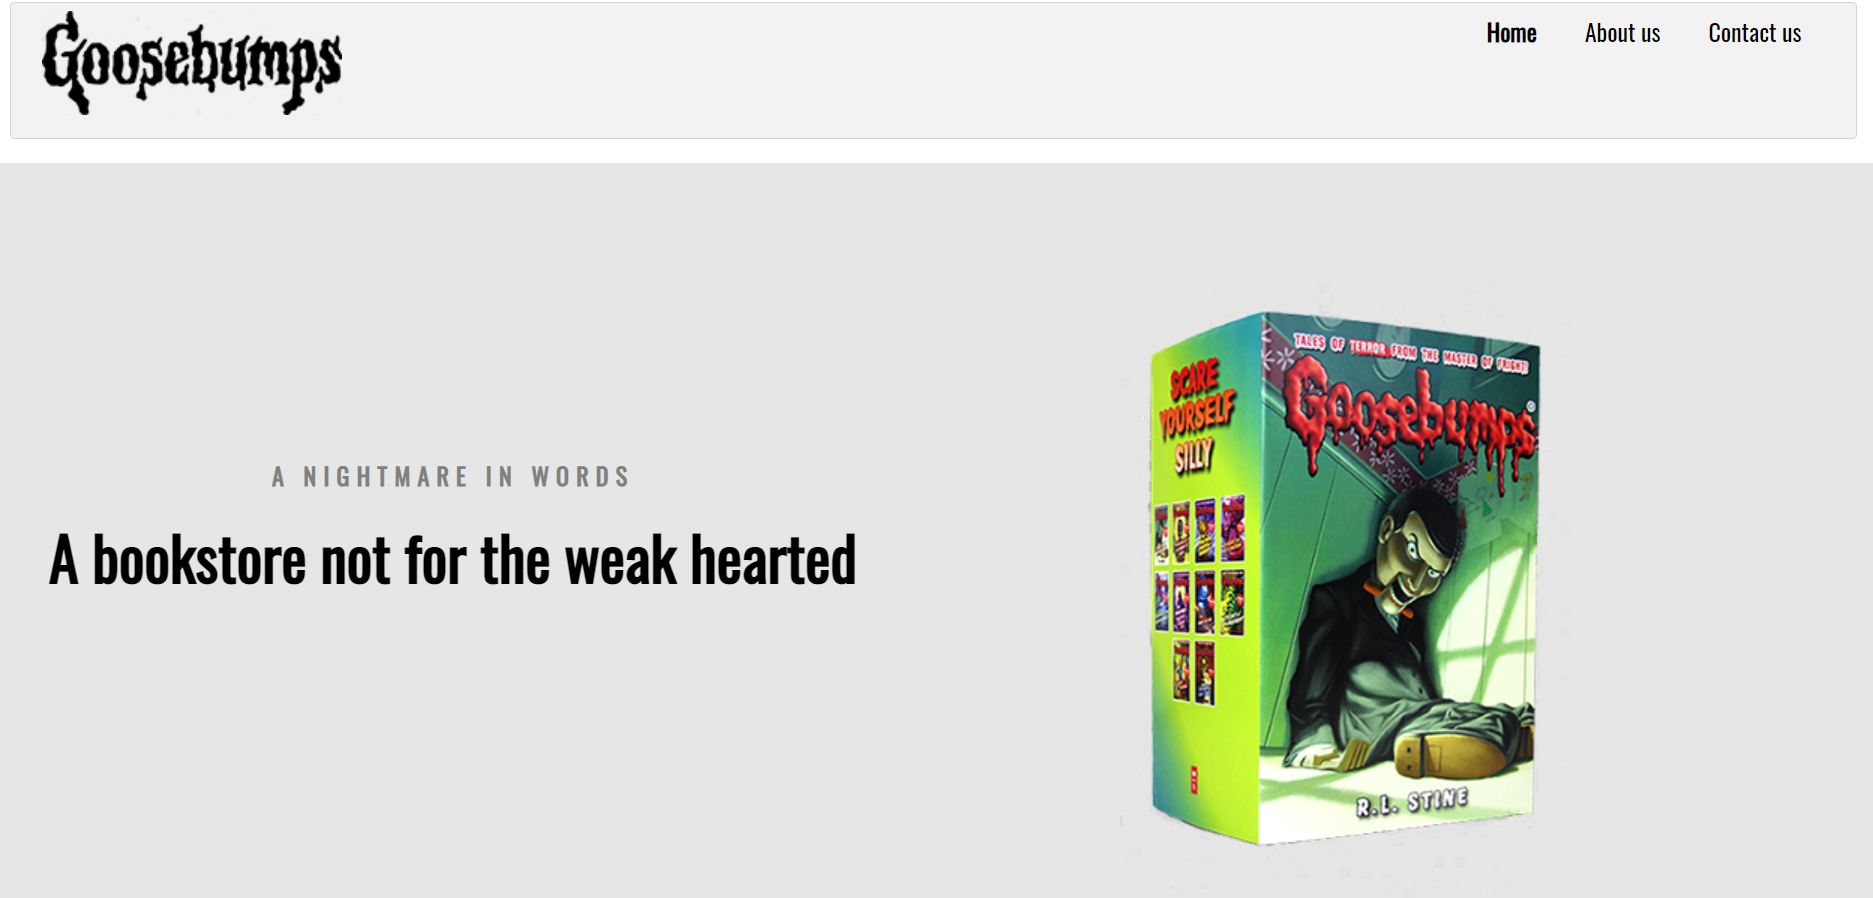 Goosebumps
Home About us Contact us
A NIGHTMARE IN WORDS
A bookstore not for the weak hearted
SCARE
YOURSELF
SILLY
TALES OF TERROR FROM THE MASTER OF FRIGHT!
Goosebumps®
R.L. STINE